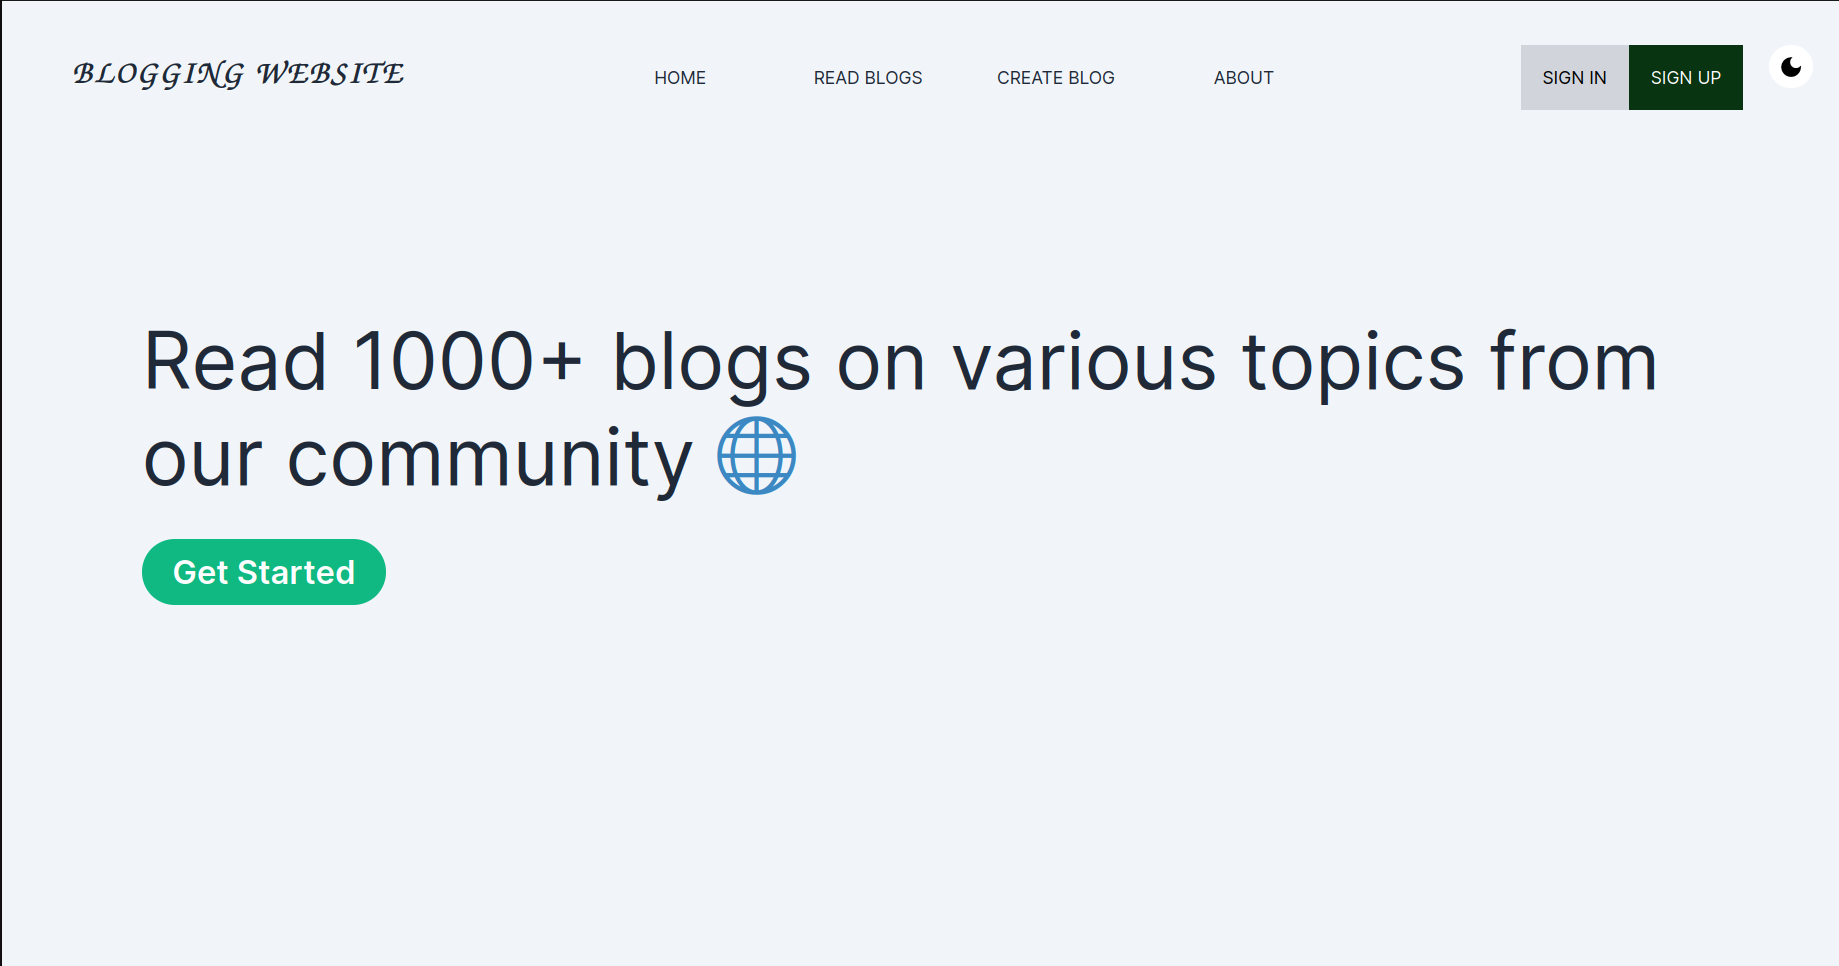 BLOGGING WEBSITE
HOME
READ BLOGS
CREATE BLOG
ABOUT
SIGN IN
SIGN UP
Read 1000+ blogs on various topics from
our community
Get Started